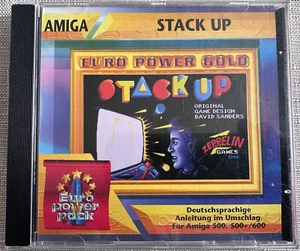 AMIGA
STACK UP
EURO POWER GOLD
STACK UP
ORIGINAL
GAME DESIGN
DAVID SANDERS
ZEPPELIN
GAMES
Euro
power
pack
Deutschsprachige
Anleitung im Umschlag.
Für Amiga 500, 500+/600